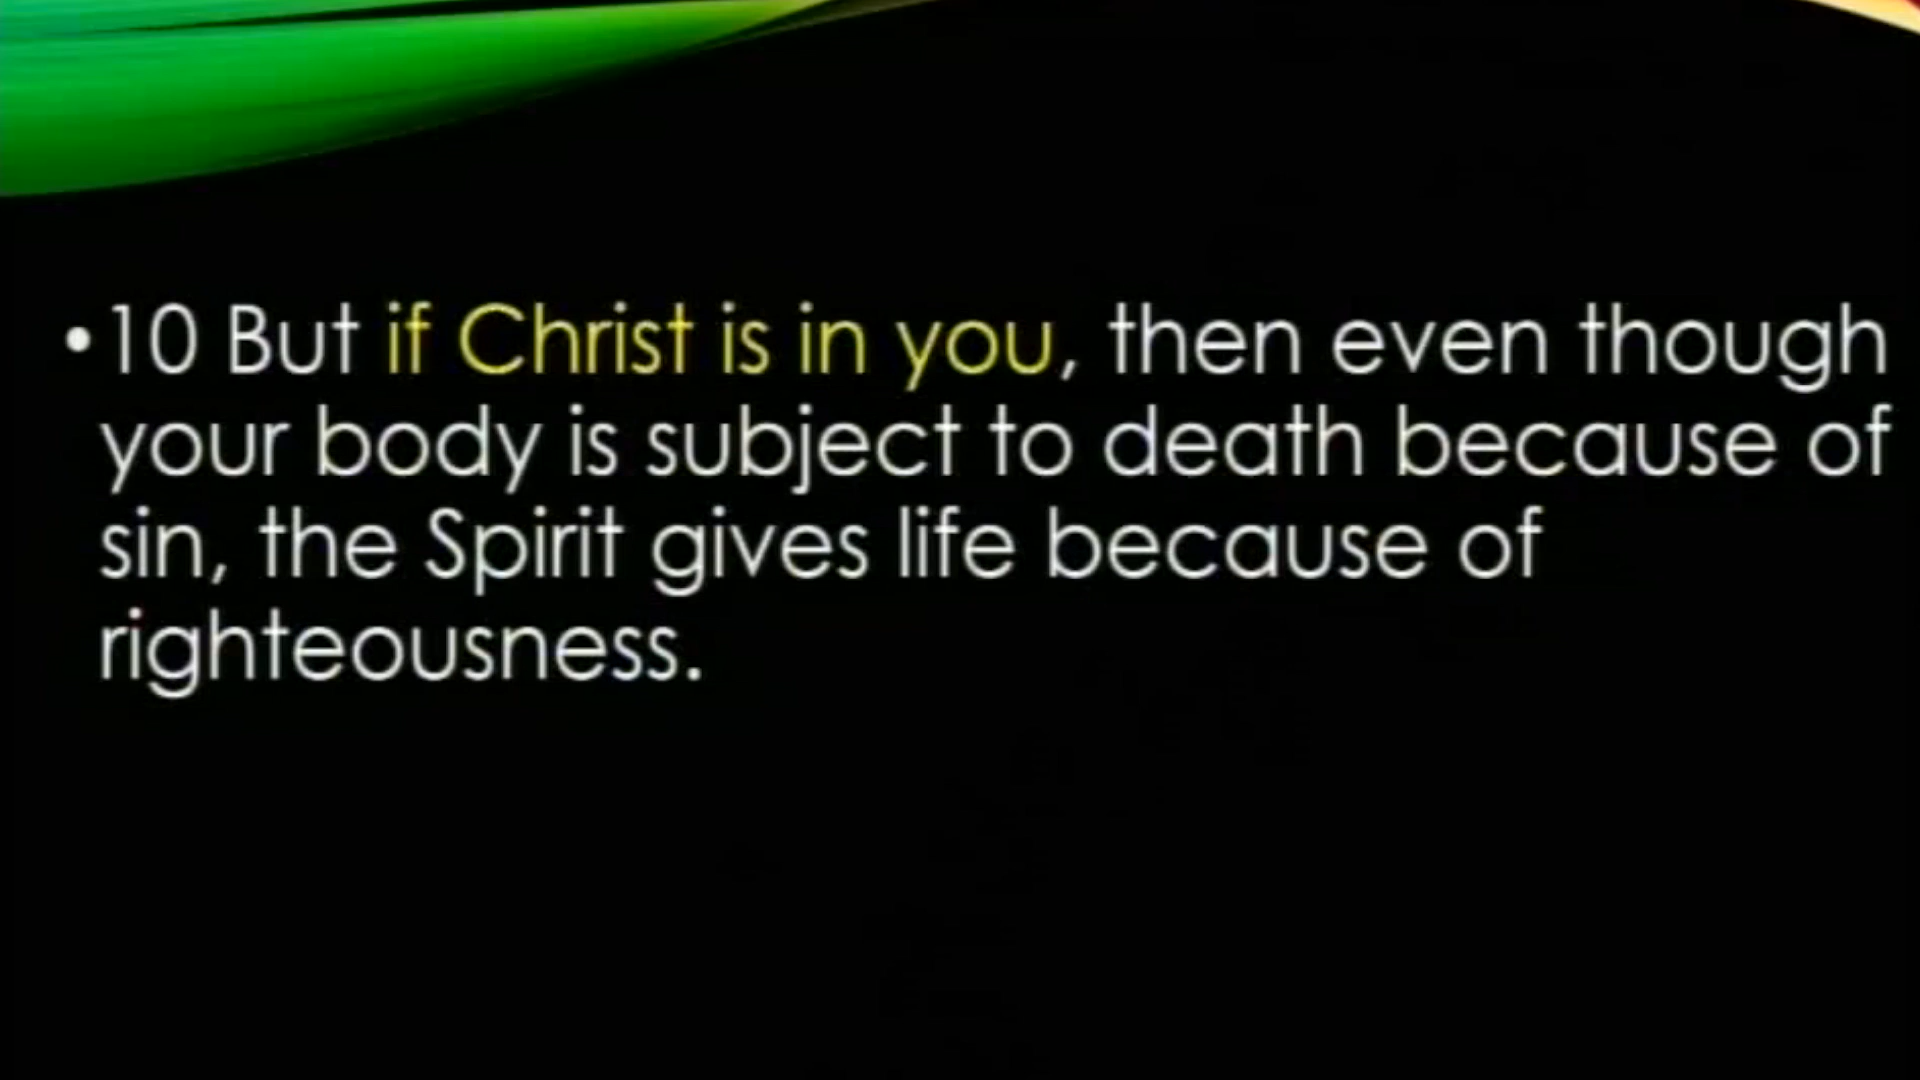 •10 But if Christ is in you, then even though
your body is subject to death because of
sin, the Spirit gives life because of
righteousness.